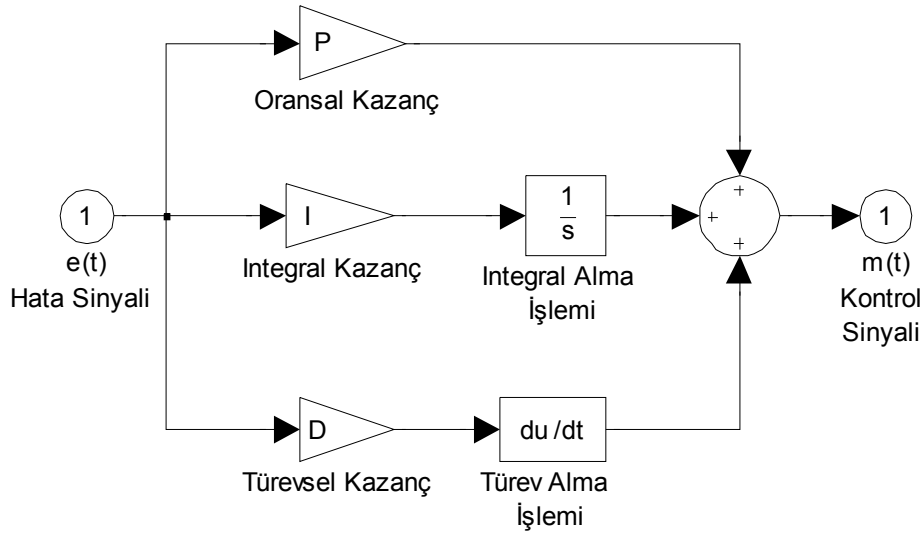 P
Oransal Kazanç
1
e(t)
Hata Sinyali
I
Integral Kazanç
1
s
Integral Alma
İşlemi
+
+
+
1
m(t)
Kontrol
Sinyali
D
Türevsel Kazanç
du/dt
Türev Alma
İşlemi